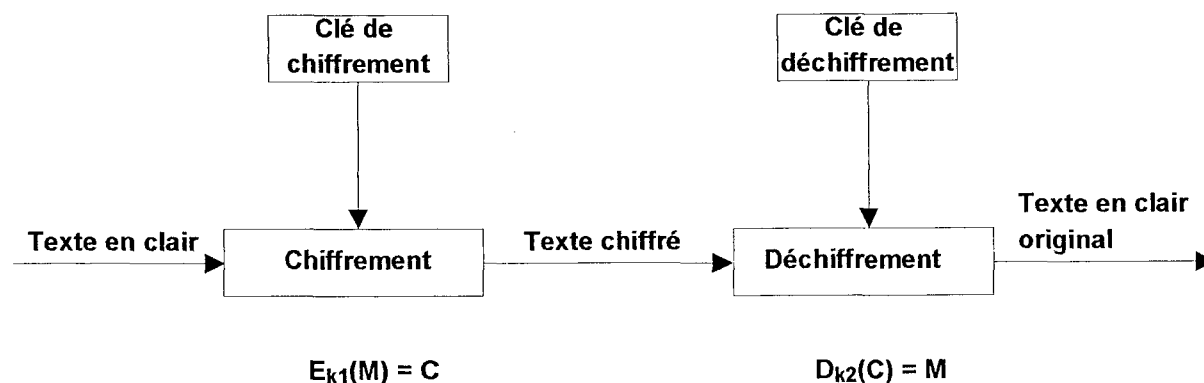 Clé de
chiffrement
Clé de
déchiffrement
Texte en clair
Chiffrement
Texte chiffré
Déchiffrement
Texte en clair
original
Ek1(M) = C
Dk2(C) = M